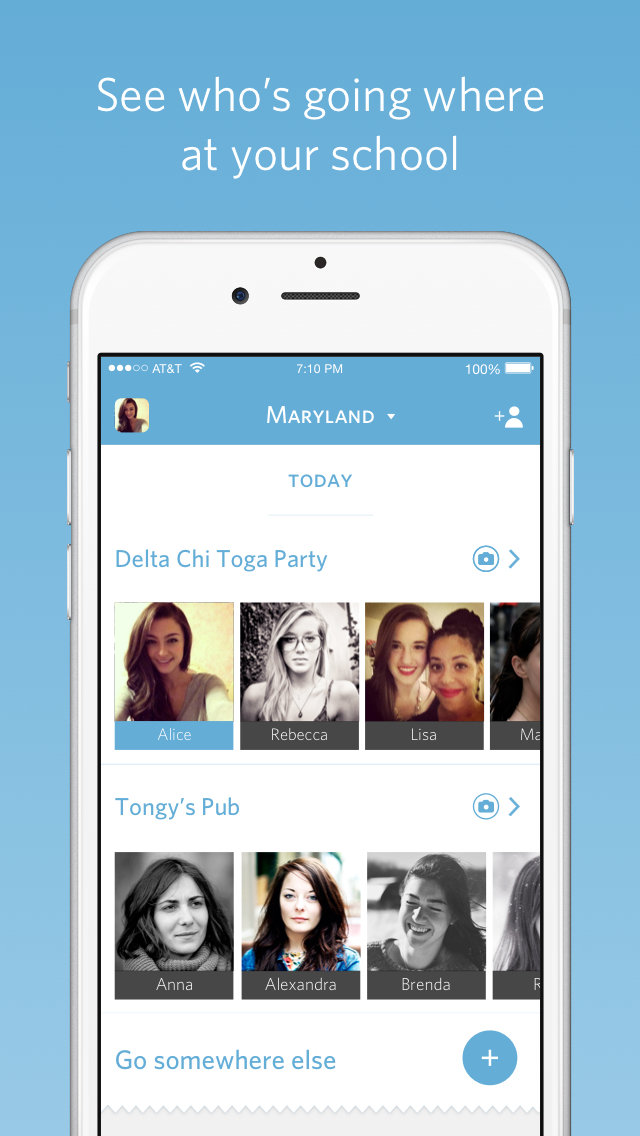 See who's going where
at your school
AT&T 7:10 PM 100%
MARYLAND
TODAY
Delta Chi Toga Party
Alice Rebecca Lisa Ma
Tongy's Pub
Anna Alexandra Brenda R
Go somewhere else